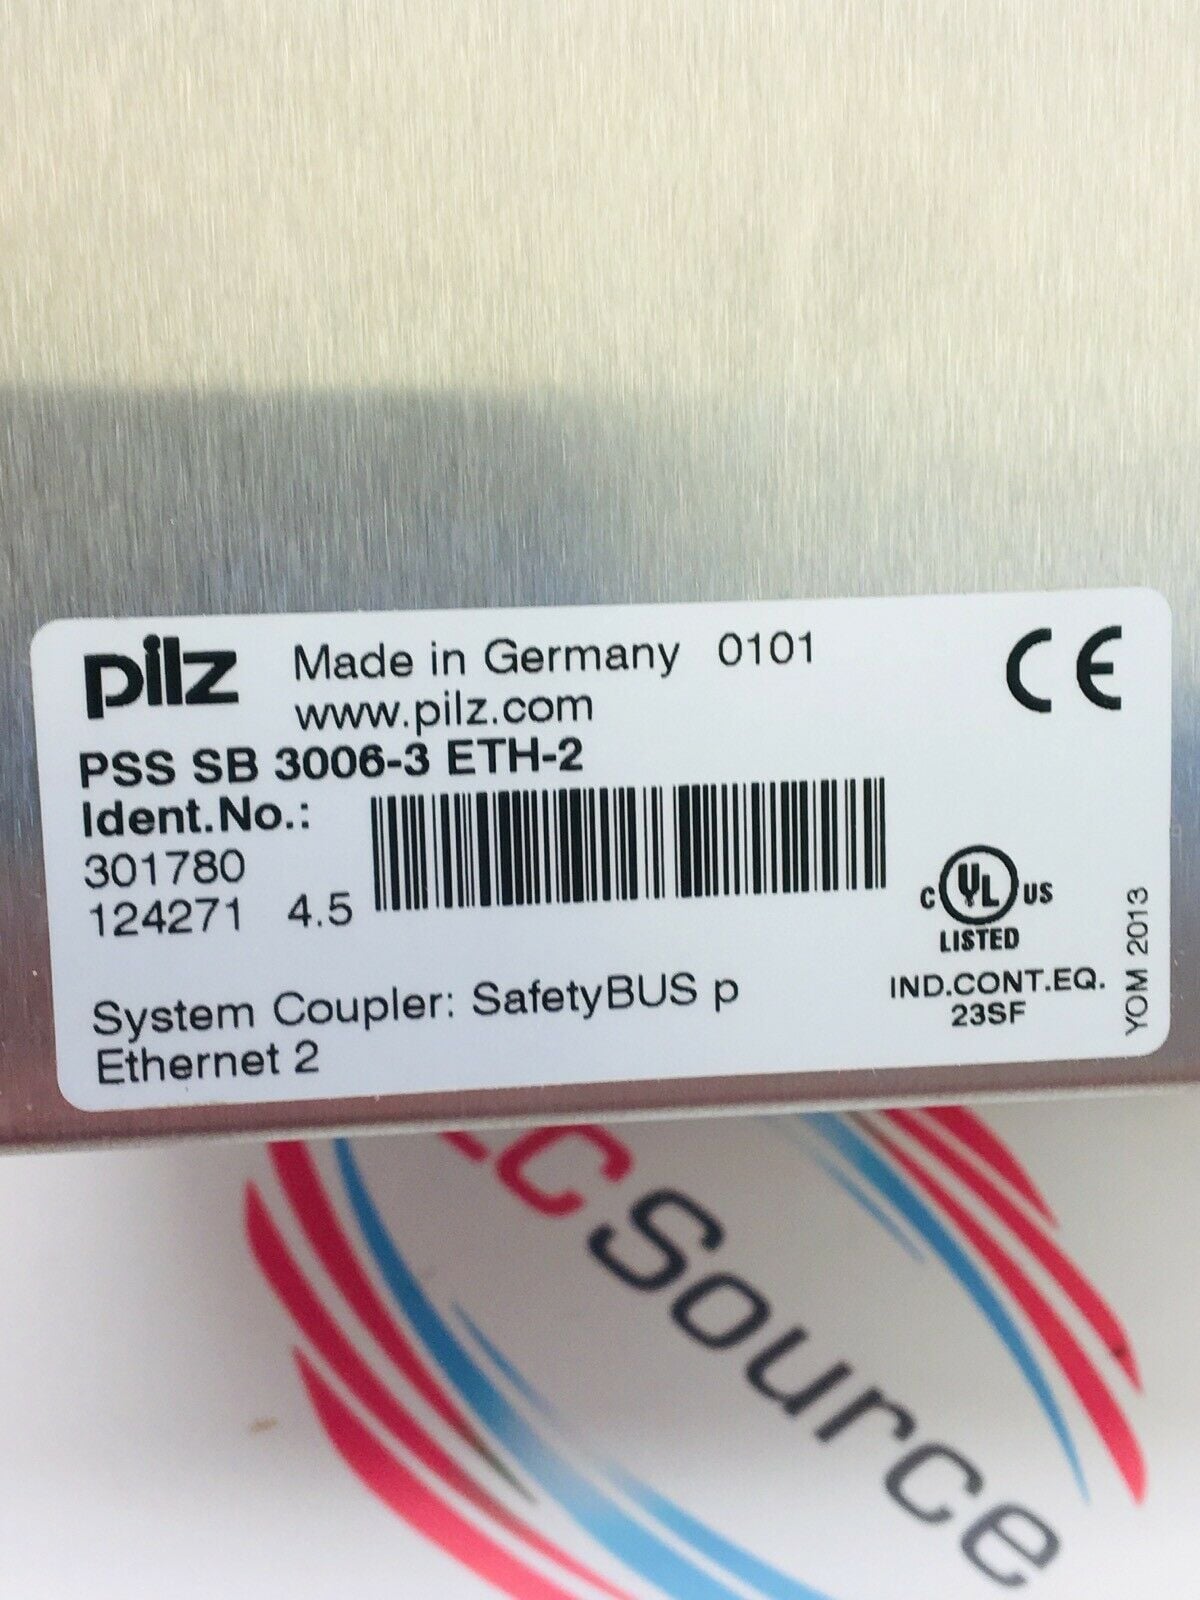 pilz Made in Germany 0101
www.pilz.com
CE
PSS SB 3006-3 ETH-2
Ident.No.:
301780
124271 4.5
C UL US
LISTED
IND.CONT.EQ.
23SF
YOM 2013
System Coupler: SafetyBUS p
Ethernet 2
CSource